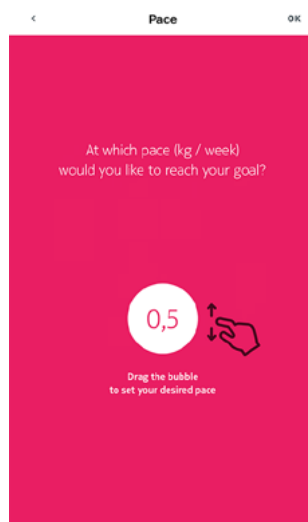 < Pace OK
At which pace (kg / week)
would you like to reach your goal?
0,5
Drag the bubble
to set your desired pace